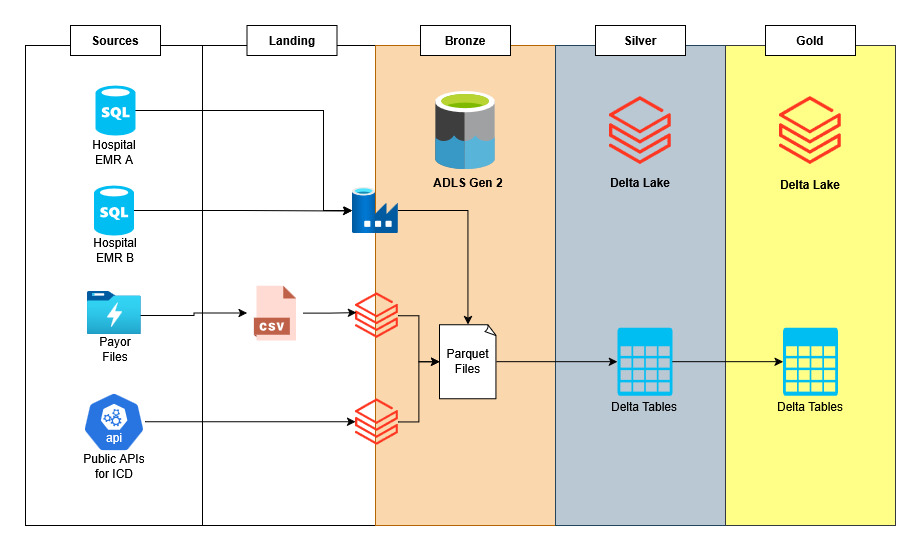 Sources
Landing
Bronze
Silver
Gold
SQL
Hospital
EMR A
ADLS Gen 2
Delta Lake
Delta Lake
SQL
Hospital
EMR B
Payor
Files
CSV
Parquet
Files
Delta Tables
Delta Tables
api
Public APIs
for ICD